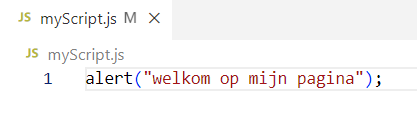 JS myScript.js M ×
JS myScript.js
1 alert("welkom op mijn pagina");